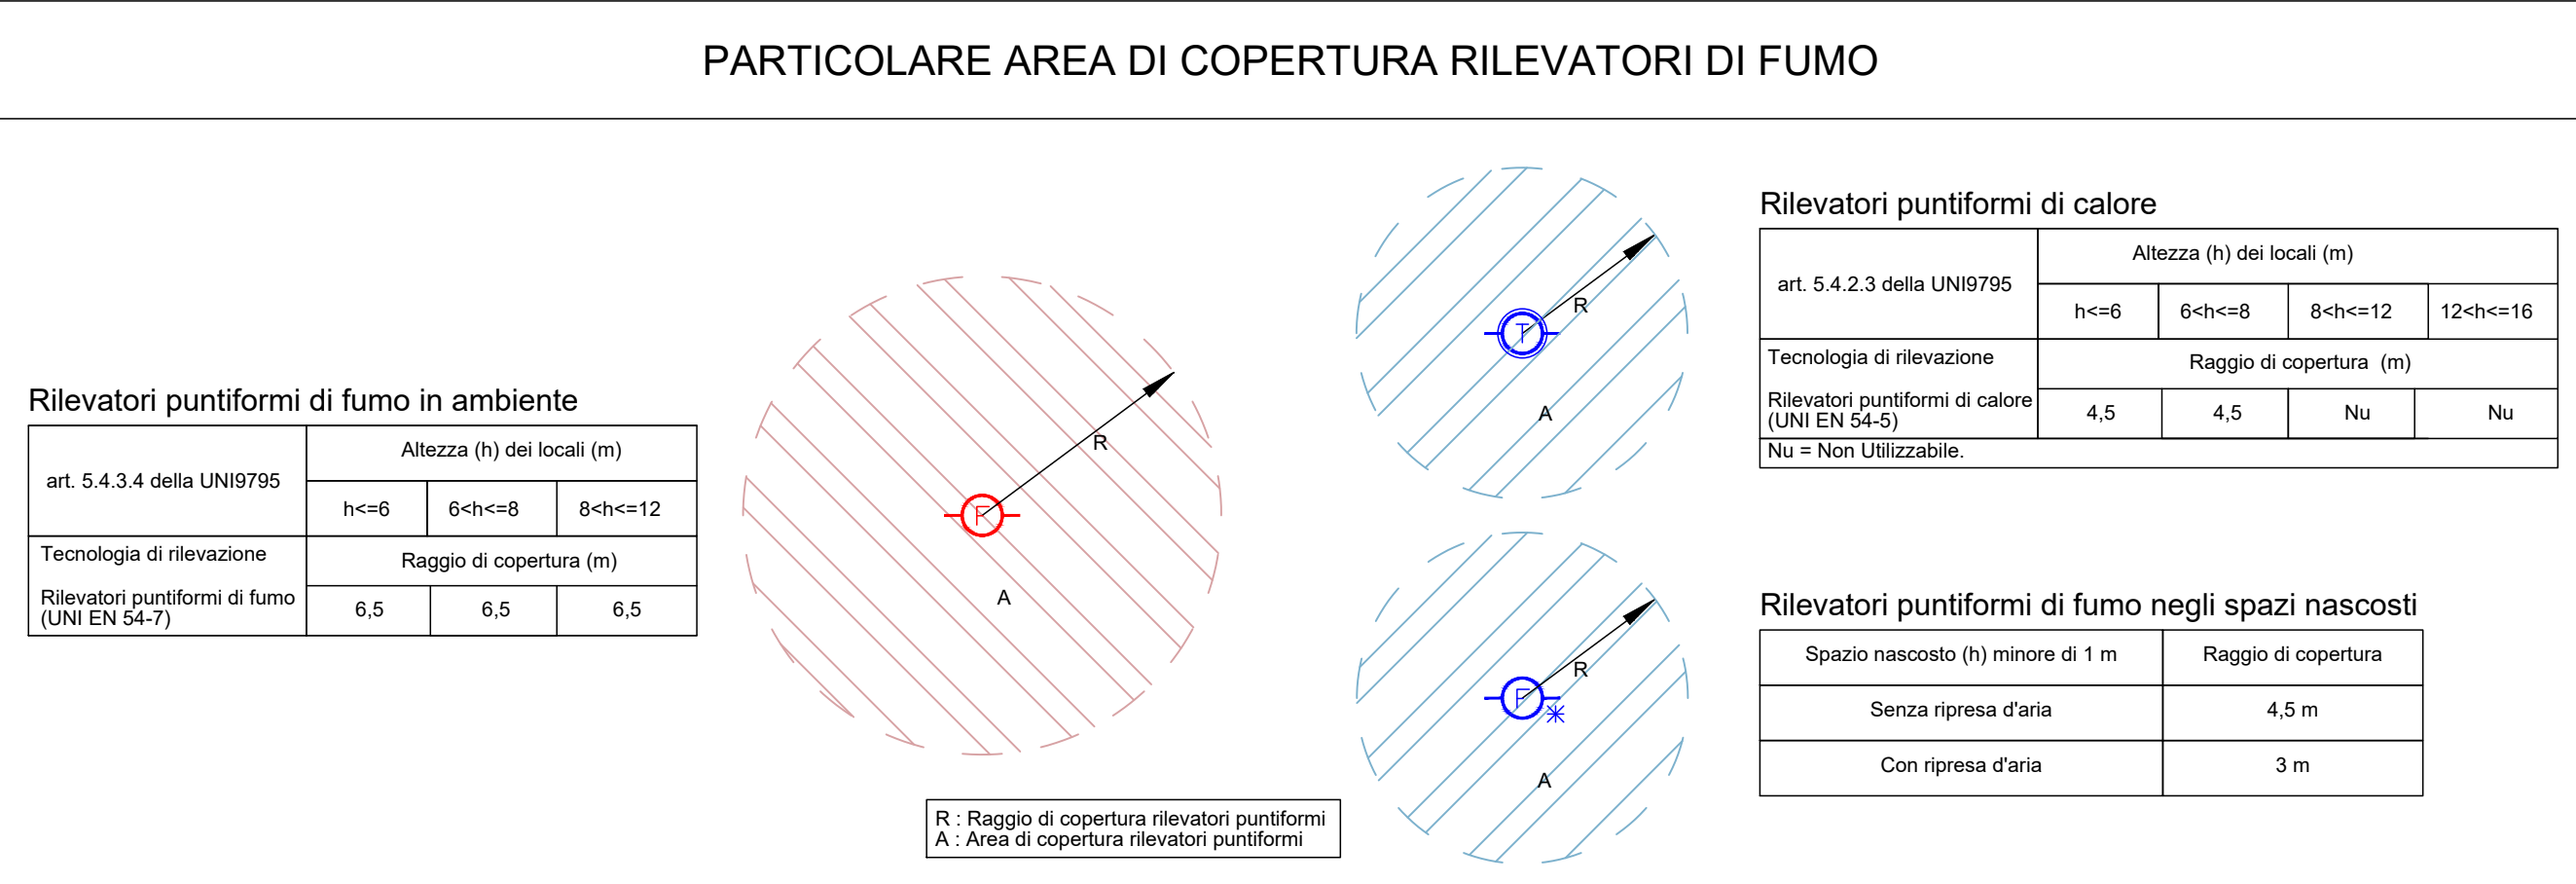 PARTICOLARE AREA DI COPERTURA RILEVATORI DI FUMO
Rilevatori puntiformi di fumo in ambiente
art. 5.4.3.4 della UNI9795
Altezza (h) dei locali (m)
h<=6 6<h<=8 8<h<=12
Tecnologia di rilevazione
Raggio di copertura (m)
Rilevatori puntiformi di fumo
(UNI EN 54-7)
6,5 6,5 6,5
R
F
A
R
T
A
R
F
A
R : Raggio di copertura rilevatori puntiformi
A : Area di copertura rilevatori puntiformi
Rilevatori puntiformi di calore
art. 5.4.2.3 della UNI9795
Altezza (h) dei locali (m)
h<=6 6<h<=8 8<h<=12 12<h<=16
Tecnologia di rilevazione
Raggio di copertura (m)
Rilevatori puntiformi di calore
(UNI EN 54-5)
4,5 4,5 Nu Nu
Nu = Non Utilizzabile.
Rilevatori puntiformi di fumo negli spazi nascosti
Spazio nascosto (h) minore di 1 m Raggio di copertura
Senza ripresa d'aria 4,5 m
Con ripresa d'aria 3 m